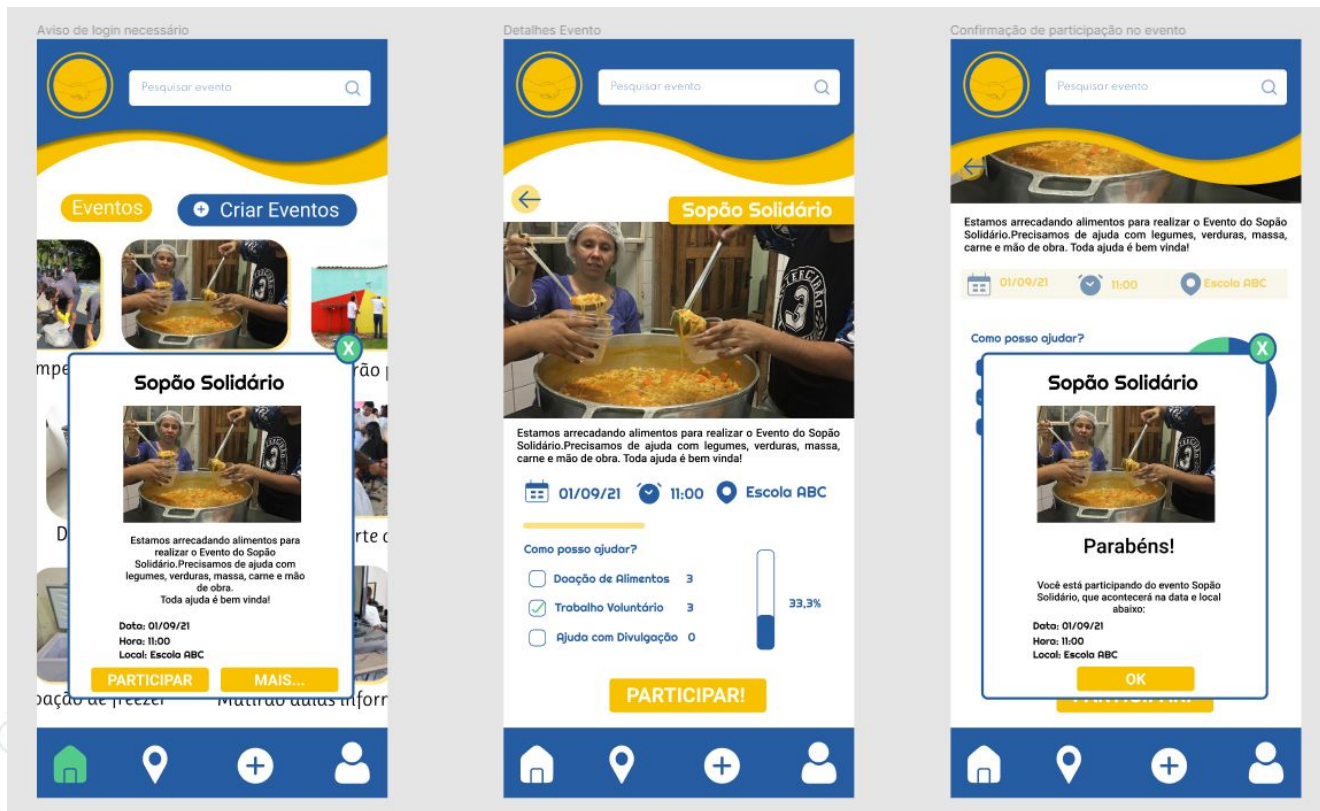 Aviso de login necessário
Pesquisar evento
Eventos
+ Criar Eventos
Sopão Solidário
X
Estamos arrecadando alimentos para
realizar o Evento do Sopão
Solidário.Precisamos de ajuda com
legumes, verduras, massa, carne e mão
de obra.
Toda ajuda é bem vinda!
Data: 01/09/21
Hora: 11:00
Local: Escola ABC
PARTICIPAR
MAIS...
Detalhes Evento
Pesquisar evento
Sopão Solidário
TERCEIRÃO
3
Estamos arrecadando alimentos para realizar o Evento do Sopão
Solidário.Precisamos de ajuda com legumes, verduras, massa,
carne e mão de obra. Toda ajuda é bem vinda!
01/09/21 11:00 Escola ABC
Como posso ajudar?
Doação de Alimentos 3
Trabalho Voluntário 3
Ajuda com Divulgação 0
33,3%
PARTICIPAR!
Confirmação de participação no evento
Pesquisar evento
Estamos arrecadando alimentos para realizar o Evento do Sopão
Solidário.Precisamos de ajuda com legumes, verduras, massa,
carne e mão de obra. Toda ajuda é bem vinda!
01/09/21 11:00 Escola ABC
Como posso ajudar?
X
Sopão Solidário
Parabéns!
Você está participando do evento Sopão
Solidário, que acontecerá na data e local
abaixo:
Data: 01/09/21
Hora: 11:00
Local: Escola ABC
OK